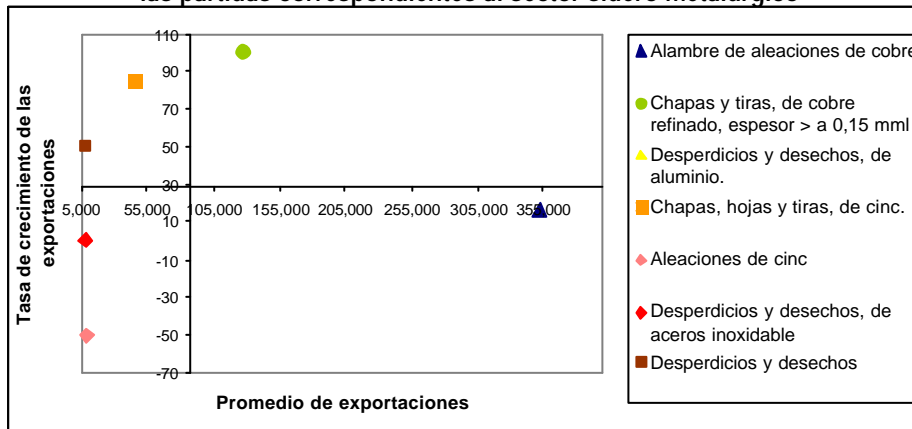 las partidas correspondientes al sector sidero metalúrgico
110
90
70
50
30
10
-10
-30
-50
-70
5,000
55,000
105,000
155,000
205,000
255,000
305,000
355,000
Tasa de crecimiento de las
exportaciones
Promedio de exportaciones
Alambre de aleaciones de cobre
Chapas y tiras, de cobre
refinado, espesor > a 0,15 mml
Desperdicios y desechos, de
aluminio.
Chapas, hojas y tiras, de cinc.
Aleaciones de cinc
Desperdicios y desechos, de
aceros inoxidable
Desperdicios y desechos